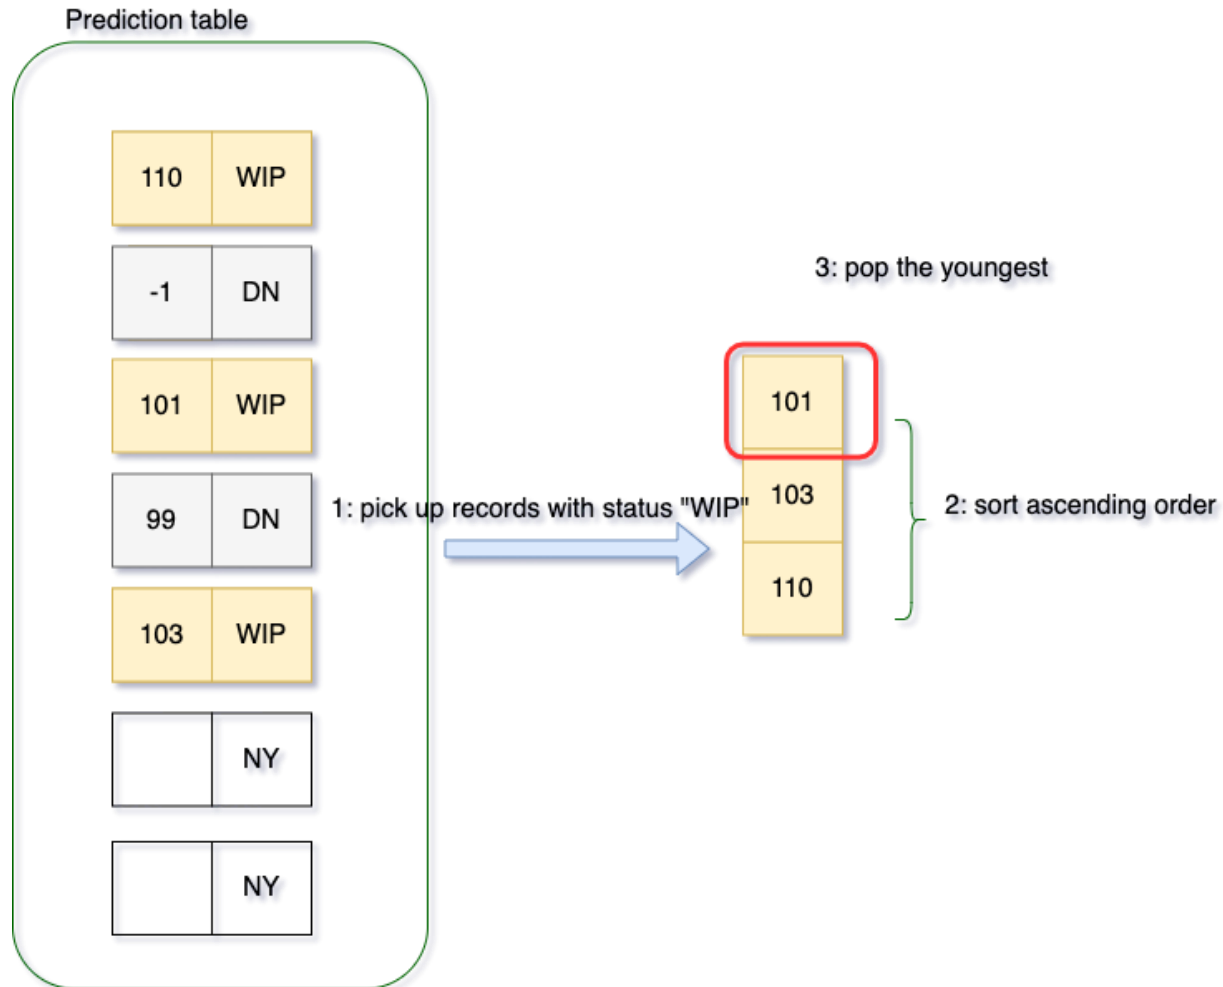 Prediction table
110 WIP
-1 DN
101 WIP
99 DN
103 WIP
NY
NY
1: pick up records with status "WIP"
3: pop the youngest
101
103
110
2: sort ascending order